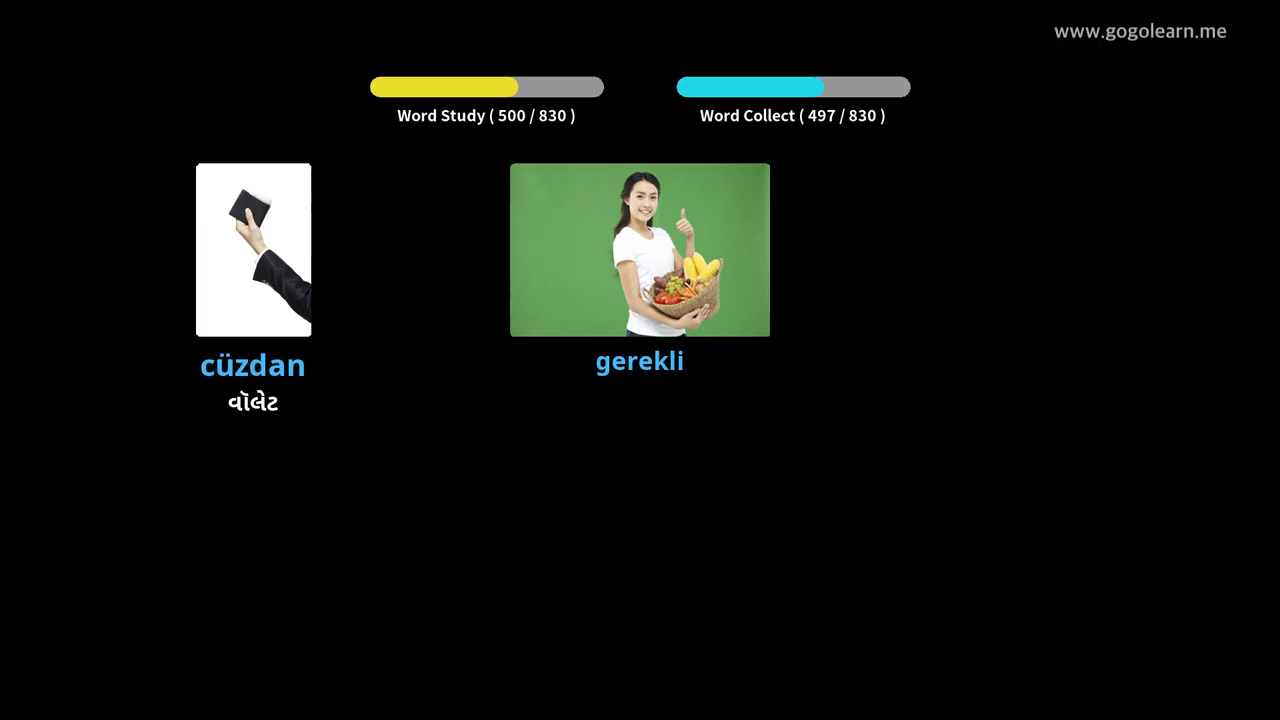 www.gogolearn.me
Word Study ( 500 / 830 )
Word Collect ( 497 / 830 )
cüzdan
વૉલેટ
gerekli